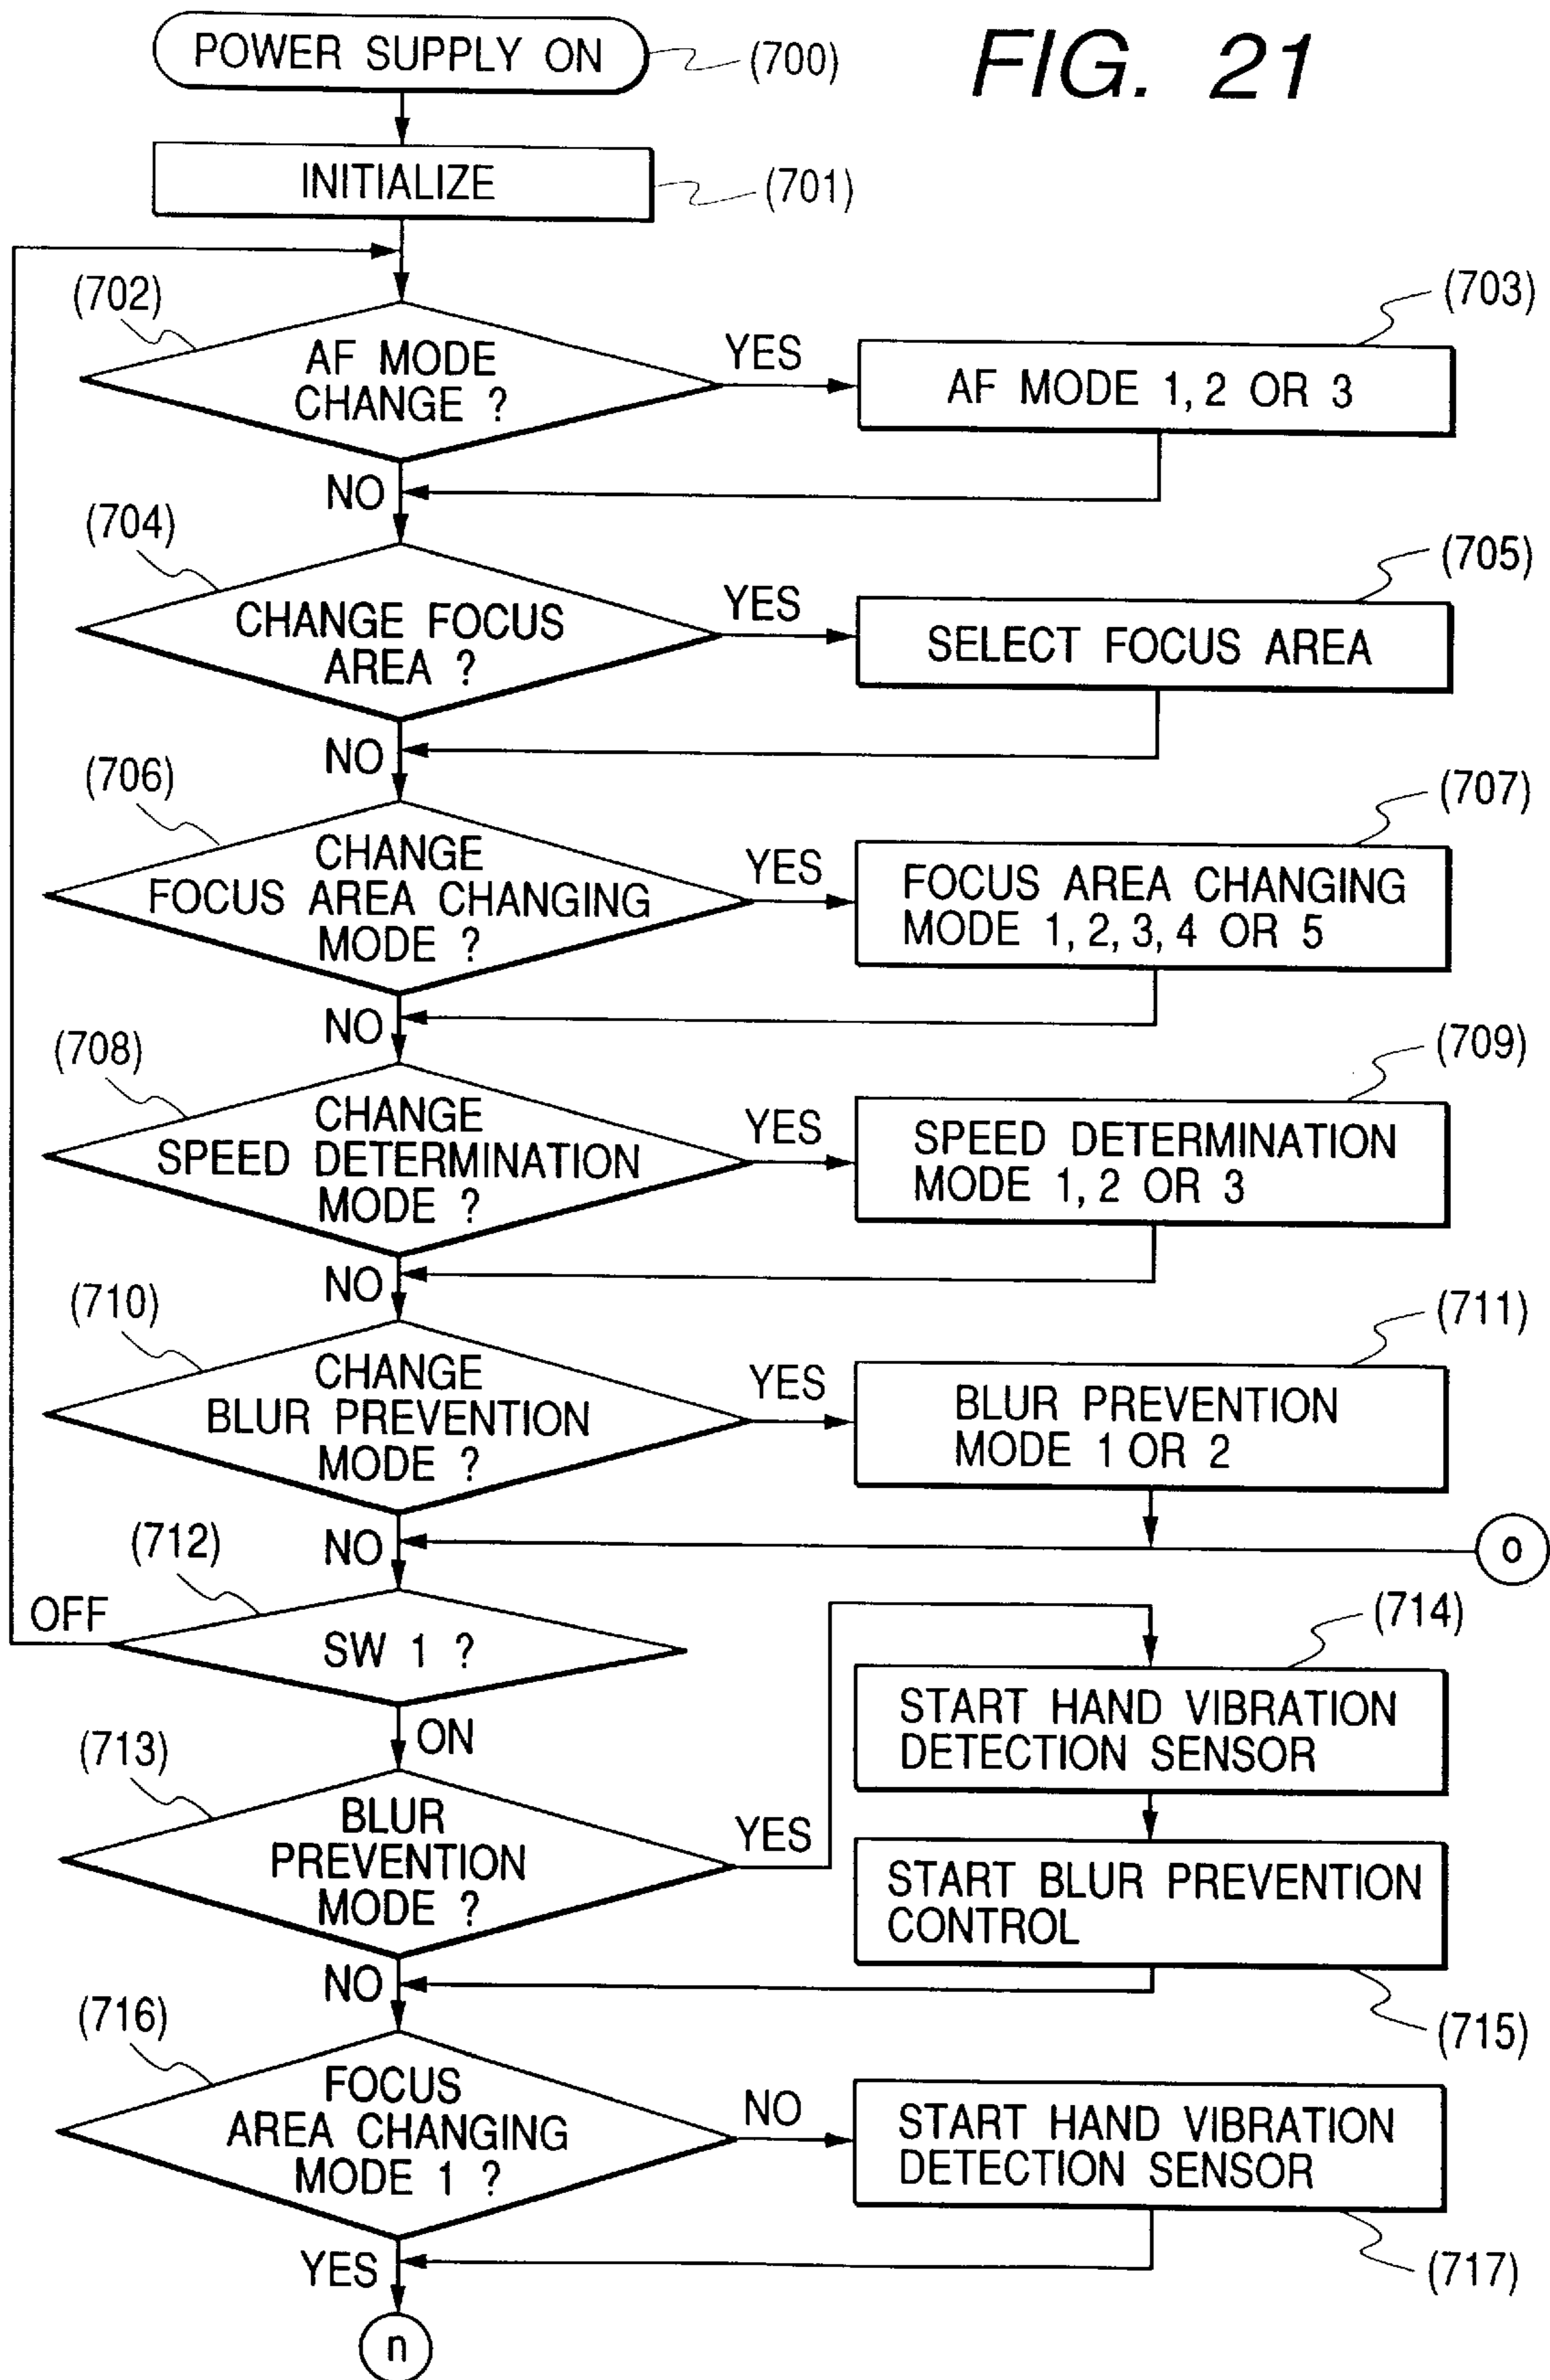 POWER SUPPLY ON
(700)
FIG. 21
INITIALIZE
(701)
(702)
AF MODE
CHANGE ?
YES
(703)
AF MODE 1, 2 OR 3
NO
(704)
CHANGE FOCUS
AREA ?
YES
(705)
SELECT FOCUS AREA
NO
(706)
CHANGE
FOCUS AREA CHANGING
MODE ?
YES
(707)
FOCUS AREA CHANGING
MODE 1, 2, 3, 4 OR 5
NO
(708)
CHANGE
SPEED DETERMINATION
MODE ?
YES
(709)
SPEED DETERMINATION
MODE 1, 2 OR 3
NO
(710)
CHANGE
BLUR PREVENTION
MODE ?
YES
(711)
BLUR PREVENTION
MODE 1 OR 2
NO
o
(712)
OFF
SW 1 ?
ON
(713)
BLUR
PREVENTION
MODE ?
YES
(714)
START HAND VIBRATION
DETECTION SENSOR
START BLUR PREVENTION
CONTROL
(715)
NO
(716)
FOCUS
AREA CHANGING
MODE 1 ?
NO
START HAND VIBRATION
DETECTION SENSOR
(717)
YES
n